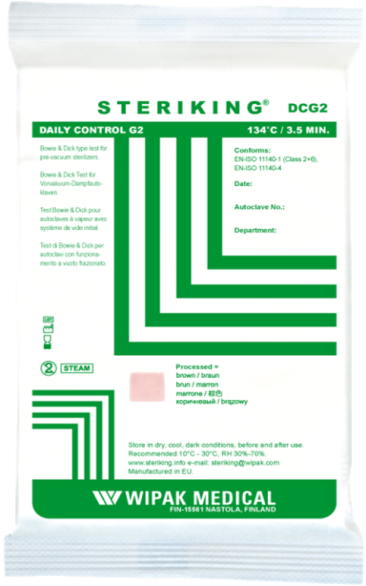 STERIKING® DCG2
DAILY CONTROL G2 134°C / 3.5 MIN.
Bowie & Dick type test for
pre-vacuum sterilizers.
Bowie & Dick Test for
Vorvakuum-Dampfauto-
klaven.
Test Bowie & Dick pour
autoclaves à vapeur avec
système de vide initial.
Test di Bowie & Dick per
autoclavi con funziona-
mento a vuoto frazionato.
Conforms:
EN-ISO 11140-1 (Class 2+6),
EN-ISO 11140-4
Date:
Autoclave No.:
Department:
2 STEAM
Processed =
brown / braun
brun / marron
marrone / 棕色
коричневый / brązowy
Store in dry, cool, dark conditions, before and after use.
Recommended 10°C - 30°C, RH 30%-70%.
www.steriking.info e-mail: steriking@wipak.com
Manufactured in EU.
WIPAK MEDICAL
FIN-15561 NASTOLA, FINLAND